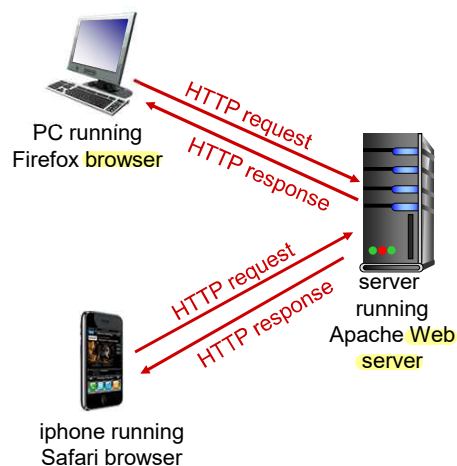 HTTP request
PC running
Firefox browser
HTTP response
server
running
Apache Web
server
HTTP request
HTTP response
iphone running
Safari browser